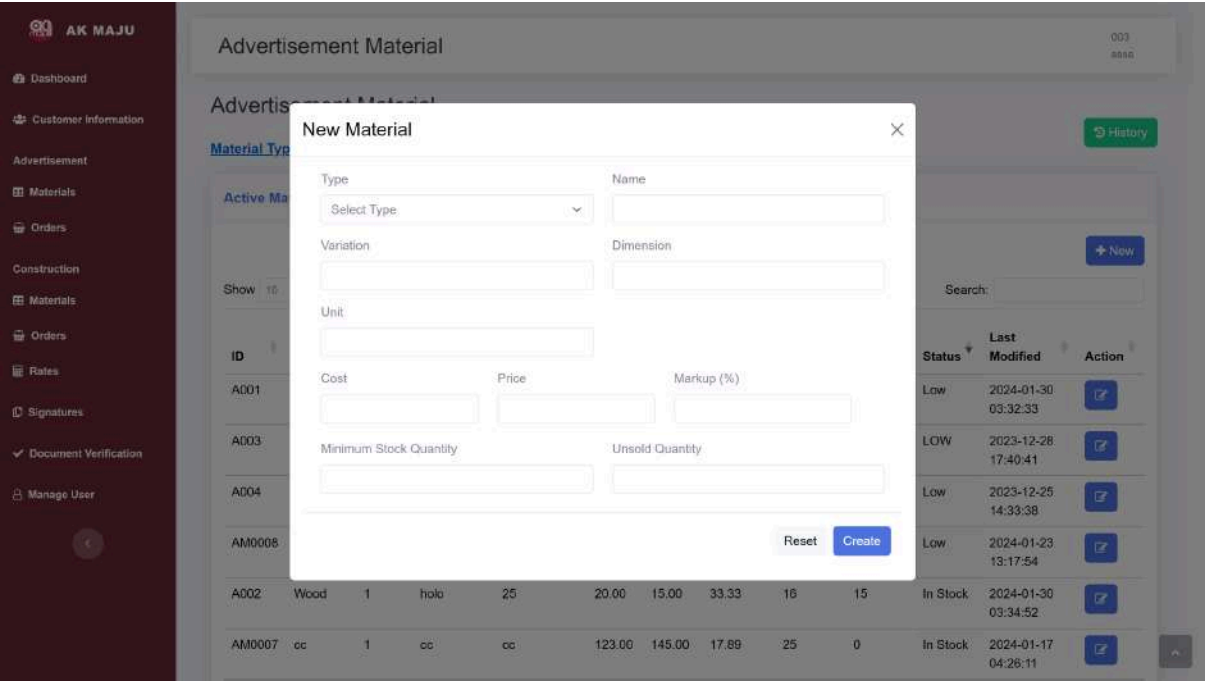 AK MAJU
Dashboard
Customer Information
Advertisement
Materials
Orders
Construction
Materials
Orders
Rates
Signatures
Document Verification
Manage User
Advertisement Material
003
Advertisement Material
Material Typ
History
Active Ma
+ New
Show 10
Search:
ID
Status
Last Modified
Action
A001
Low
2024-01-30
03:32:33
A003
LOW
2023-12-28
17:40:41
A004
Low
2023-12-25
14:33:38
AM0008
Low
2024-01-23
13:17:54
A002 Wood 1 holo 25 20.00 15.00 33.33 16 15 In Stock 2024-01-30
03:34:52
AM0007 cc 1 cc cc 123.00 145.00 17.89 25 0 In Stock 2024-01-17
04:26:11
New Material
Type
Select Type
Name
Variation
Dimension
Unit
Cost
Price
Markup (%)
Minimum Stock Quantity
Unsold Quantity
Reset
Create